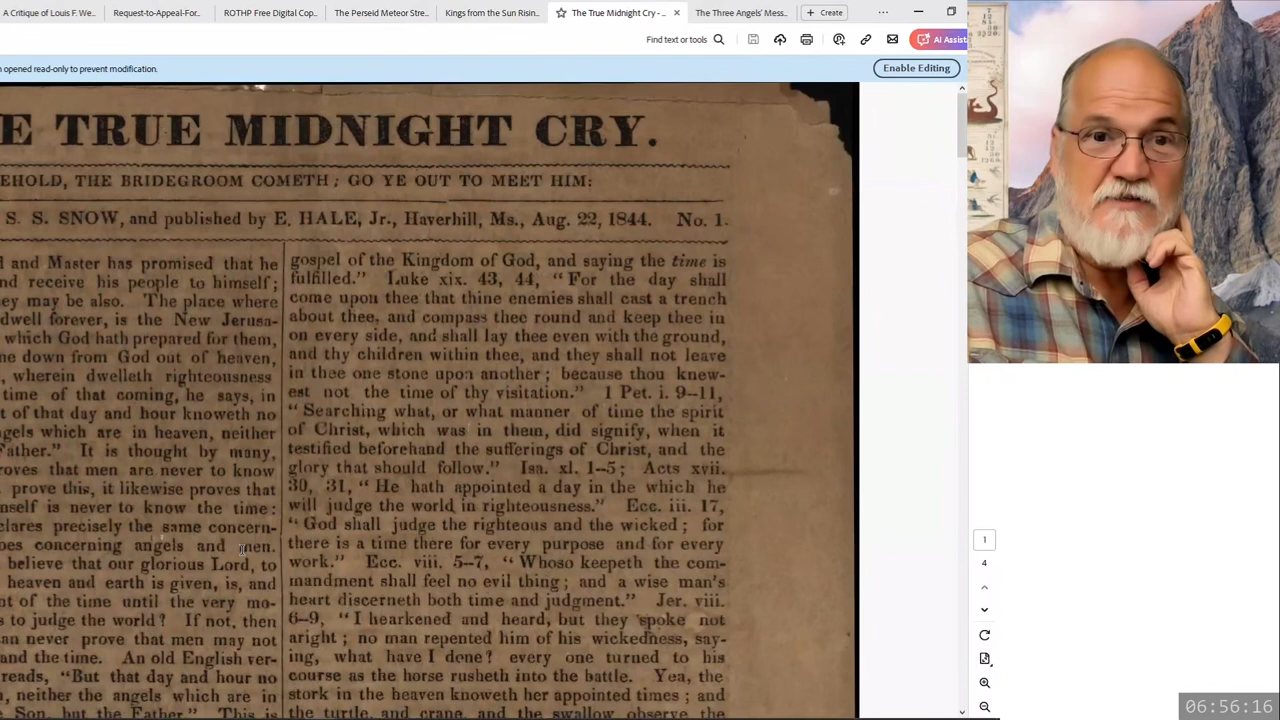 A Critique of Louis F. We...
Request-to-Appeal-For...
ROTHP Free Digital Cop...
The Perseid Meteor Stre...
Kings from the Sun Risin...
The True Midnight Cry - ...
The Three Angels' Mess...
Create
Find text or tools
AI Assist
opened read-only to prevent modification.
Enable Editing
E TRUE MIDNIGHT CRY.
EHOLD, THE BRIDEGROOM COMETH; GO YE OUT TO MEET HIM:
S. S. SNOW, and published by E. HALE, Jr., Haverhill, Ms., Aug. 22, 1844. No. 1.
d and Master has promised that he
nd receive his people to himself;
ey may be also. The place where
dwell forever, is the New Jerusa-
which God hath prepared for them,
ne down from God out of heaven,
, wherein dwelleth righteousness
time of that coming, he says, in
t of that day and hour knoweth no
ngels which are in heaven, neither
Father." It is thought by many,
roves that men are never to know
prove this, it likewise proves that
mself is never to know the time:
clares precisely the same concern-
oes concerning angels and men.
believe that our glorious Lord, to
heaven and earth is given, is, and
nt of the time until the very mo-
s to judge the world? If not, then
an never prove that men may not
and the time. An old English ver-
reads, "But that day and hour no
, neither the angels which are in
Son, but the Father." This is
gospel of the Kingdom of God, and saying the time is
fulfilled." Luke xix. 43, 44, "For the day shall
come upon thee that thine enemies shall cast a trench
about thee, and compass thee round and keep thee in
on every side, and shall lay thee even with the ground,
and thy children within thee, and they shall not leave
in thee one stone upon another; because thou knew-
est not the time of thy visitation." 1 Pet. i. 9-11,
"Searching what, or what manner of time the spirit
of Christ, which was in them, did signify, when it
testified beforehand the sufferings of Christ, and the
glory that should follow." Isa. xl. 1-5; Acts xvii.
30, 31, "He hath appointed a day in the which he
will judge the world in righteousness." Ecc. iii. 17,
"God shall judge the righteous and the wicked; for
there is a time there for every purpose and for every
work." Ecc. viii. 5-7, "Whoso keepeth the com-
mandment shall feel no evil thing; and a wise man's
heart discerneth both time and judgment." Jer. viii.
6-9, "I hearkened and heard, but they spoke not
aright; no man repented him of his wickedness, say-
ing, what have I done? every one turned to his
course as the horse rusheth into the battle. Yea, the
stork in the heaven knoweth her appointed times; and
the turtle, and crane, and the swallow observe the
1
4
06:56:16